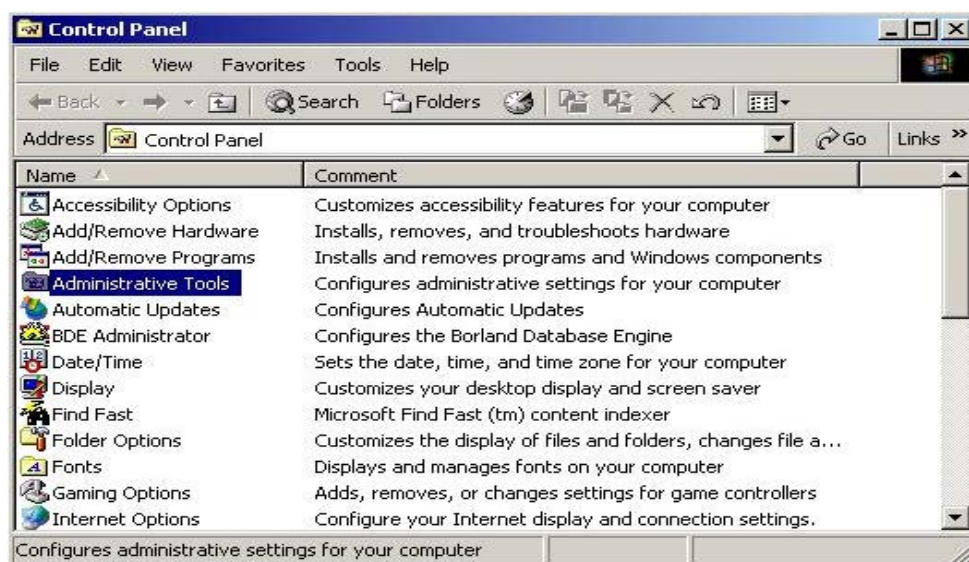 Control Panel
File Edit View Favorites Tools Help
Back Search Folders
Address Control Panel Go Links »
Name Comment
Accessibility Options Customizes accessibility features for your computer
Add/Remove Hardware Installs, removes, and troubleshoots hardware
Add/Remove Programs Installs and removes programs and Windows components
Administrative Tools Configures administrative settings for your computer
Automatic Updates Configures Automatic Updates
BDE Administrator Configures the Borland Database Engine
Date/Time Sets the date, time, and time zone for your computer
Display Customizes your desktop display and screen saver
Find Fast Microsoft Find Fast (tm) content indexer
Folder Options Customizes the display of files and folders, changes file a...
Fonts Displays and manages fonts on your computer
Gaming Options Adds, removes, or changes settings for game controllers
Internet Options Configure your Internet display and connection settings.
Configures administrative settings for your computer